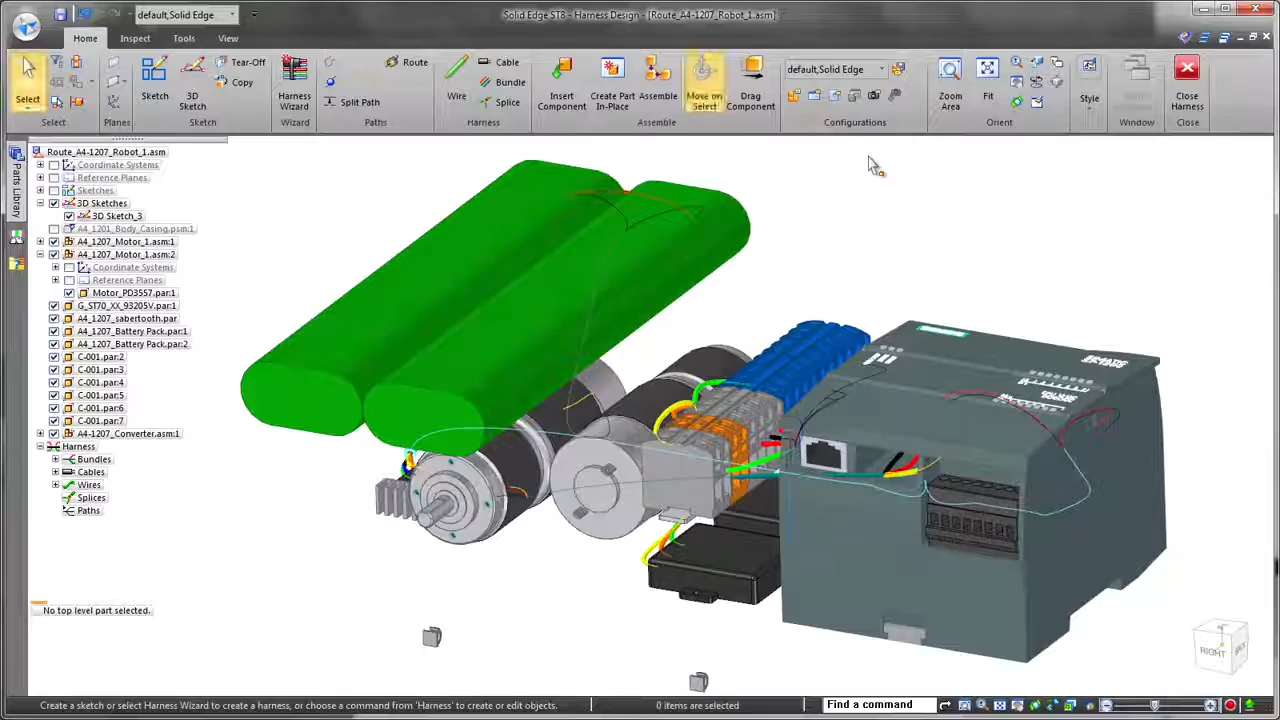 default,Solid Edge
Solid Edge ST8 - Harness Design - [Route_A4-1207_Robot_1.asm]
Home
Inspect
Tools
View
Select
Sketch
3D
Sketch
Tear-Off
Copy
Harness
Wizard
Route
Split Path
Wire
Cable
Bundle
Splice
Insert
Component
Create Part
In-Place
Assemble
Move on
Select
Drag
Component
default,Solid Edge
Zoom
Area
Fit
Style
Close
Harness
Select
Planes
Sketch
Wizard
Paths
Harness
Assemble
Configurations
Orient
Window
Close
Parts Library
Route_A4-1207_Robot_1.asm
Coordinate Systems
Reference Planes
Sketches
3D Sketches
3D Sketch_3
A4_1201_Body_Casing.psm:1
A4_1207_Motor_1.asm:1
A4_1207_Motor_1.asm:2
Coordinate Systems
Reference Planes
Motor_PD3557.par:1
G_ST70_XX_93205V.par:1
A4_1207_sabertooth.par
A4_1207_Battery Pack.par:1
A4_1207_Battery Pack.par:2
C-001.par:2
C-001.par:3
C-001.par:4
C-001.par:5
C-001.par:6
C-001.par:7
A4-1207_Converter.asm:1
Harness
Bundles
Cables
Wires
Splices
Paths
No top level part selected.
RIGHT
Create a sketch or select Harness Wizard to create a harness, or choose a command from 'Harness' to create or edit objects.
0 items are selected
Find a command